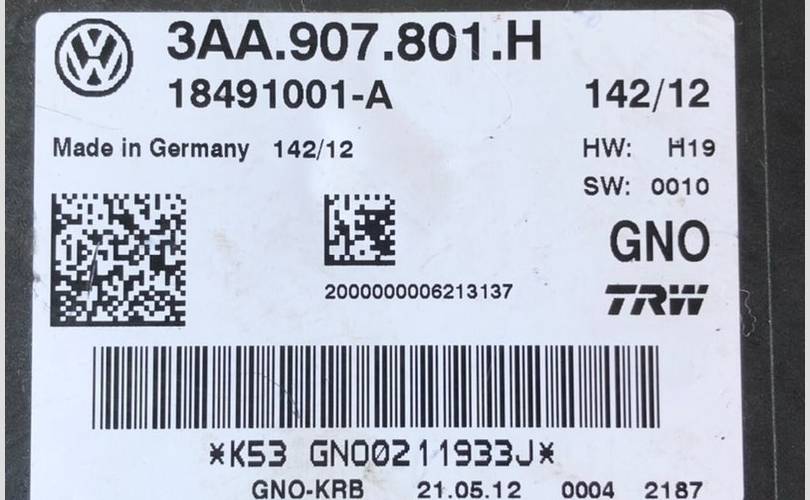 3AA.907.801.H
18491001-A 142/12
Made in Germany 142/12 HW: H19
SW: 0010
GNO
2000000006213137 TRW
*K53 GNO0211933J*
GNO-KRB 21.05.12 0004 2187